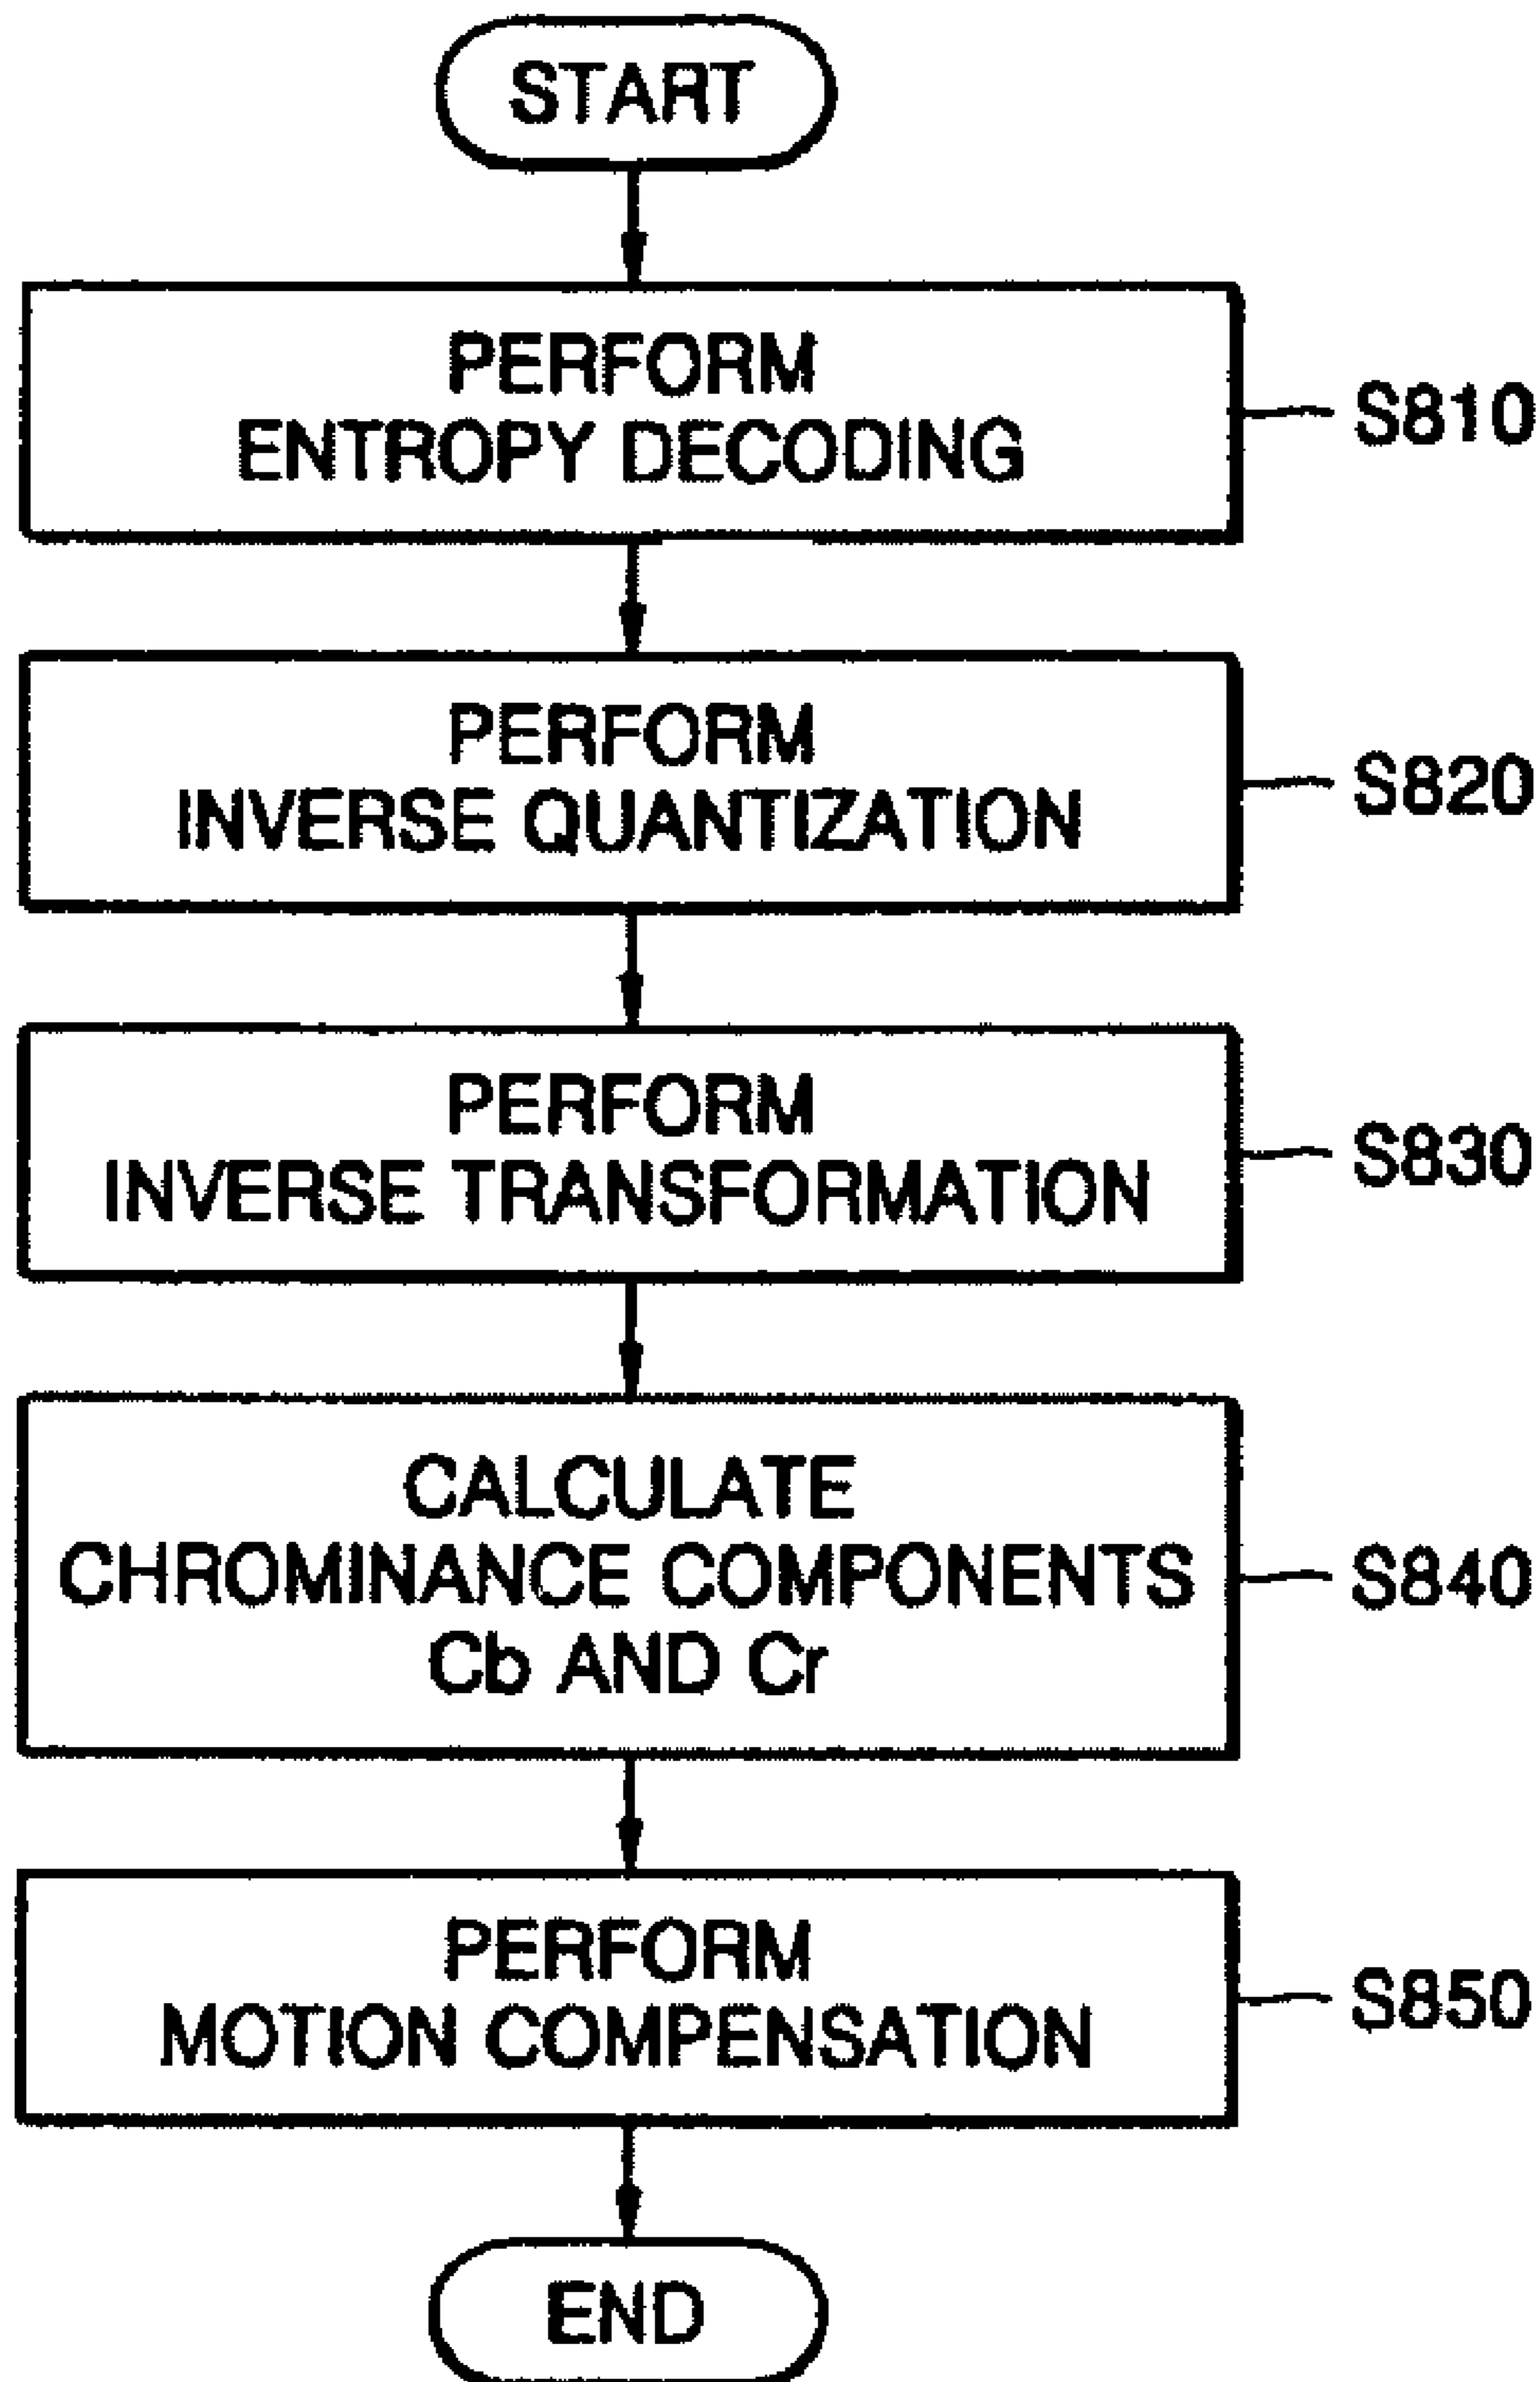 START
PERFORM
ENTROPY DECODING
S810
PERFORM
INVERSE QUANTIZATION
S820
PERFORM
INVERSE TRANSFORMATION
S830
CALCULATE
CHROMINANCE COMPONENTS
Cb AND Cr
S840
PERFORM
MOTION COMPENSATION
S850
END